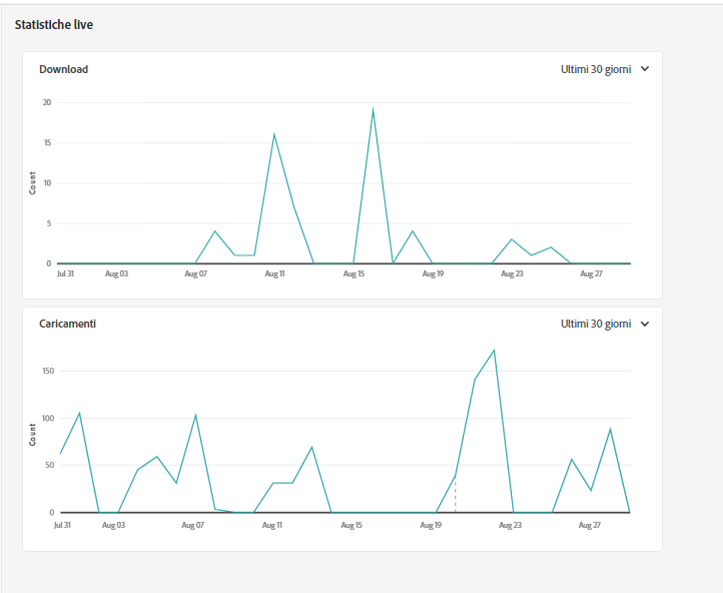 Statistiche live
Download
Ultimi 30 giorni
20
15
10
5
0
Count
Jul 31 Aug 03 Aug 07 Aug 11 Aug 15 Aug 19 Aug 23 Aug 27
Caricamenti
Ultimi 30 giorni
150
100
50
0
Count
Jul 31 Aug 03 Aug 07 Aug 11 Aug 15 Aug 19 Aug 23 Aug 27